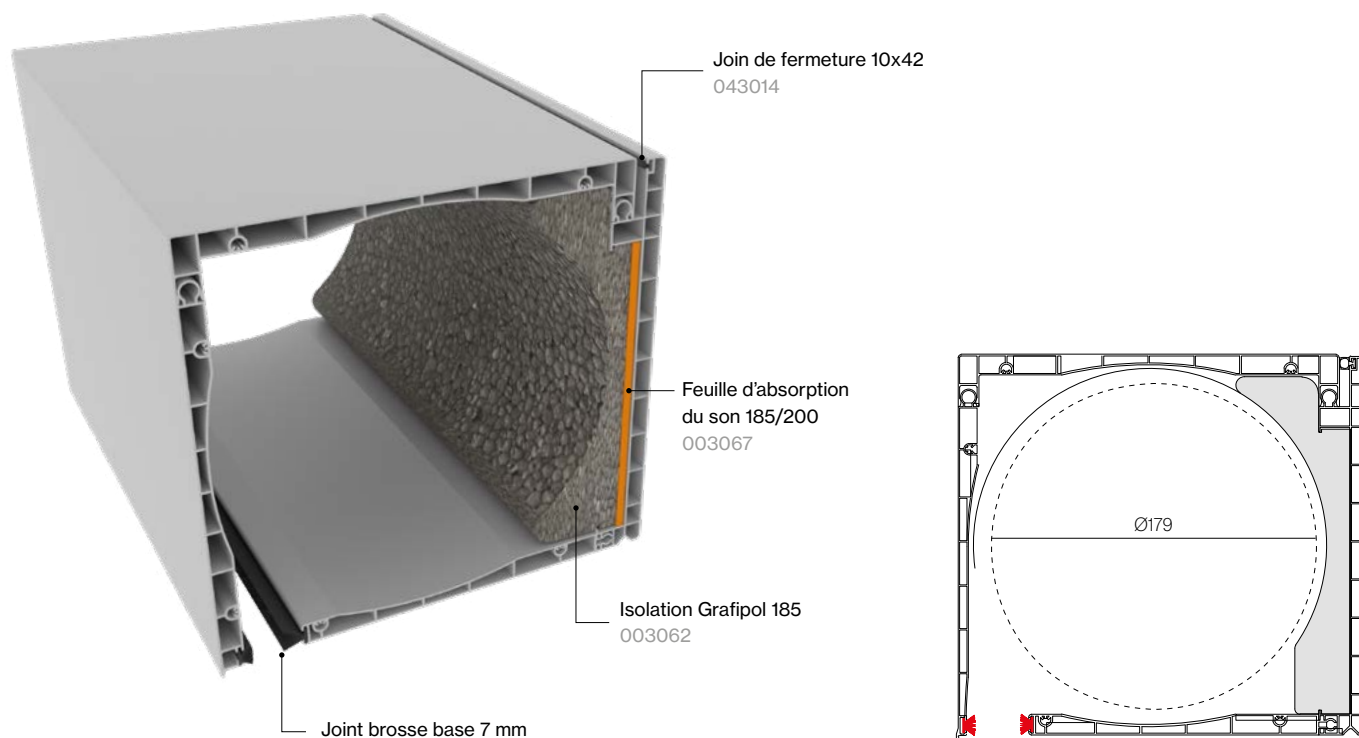 Join de fermeture 10x42
043014
Feuille d’absorption
du son 185/200
003067
Isolation Grafipol 185
003062
Joint brosse base 7 mm
Ø179